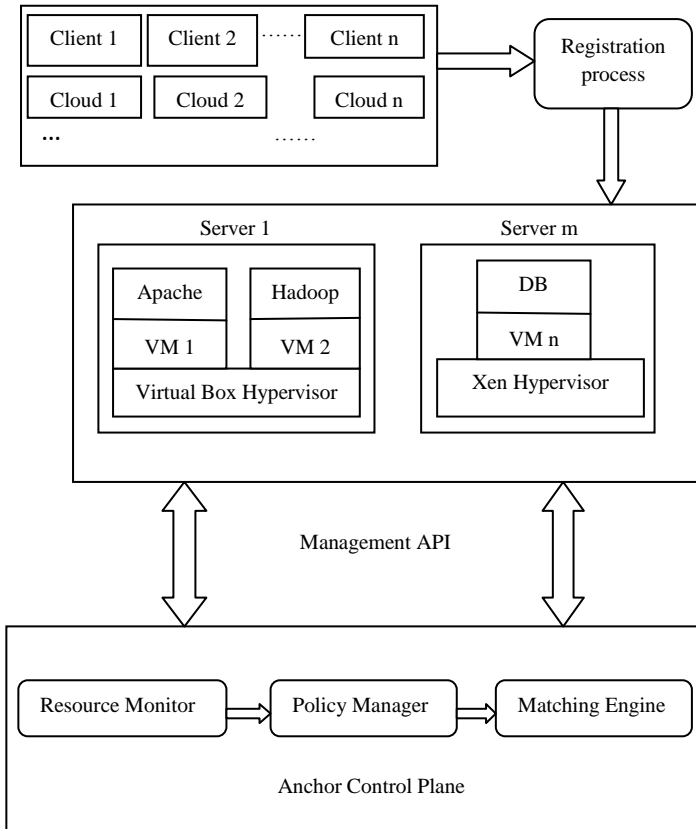 Client 1 Client 2 ...... Client n
Registration
process
Cloud 1 Cloud 2 Cloud n
... ......
Server 1 Server m
Apache Hadoop DB
VM 1 VM 2 VM n
Virtual Box Hypervisor Xen Hypervisor
Management API
Resource Monitor Policy Manager Matching Engine
Anchor Control Plane